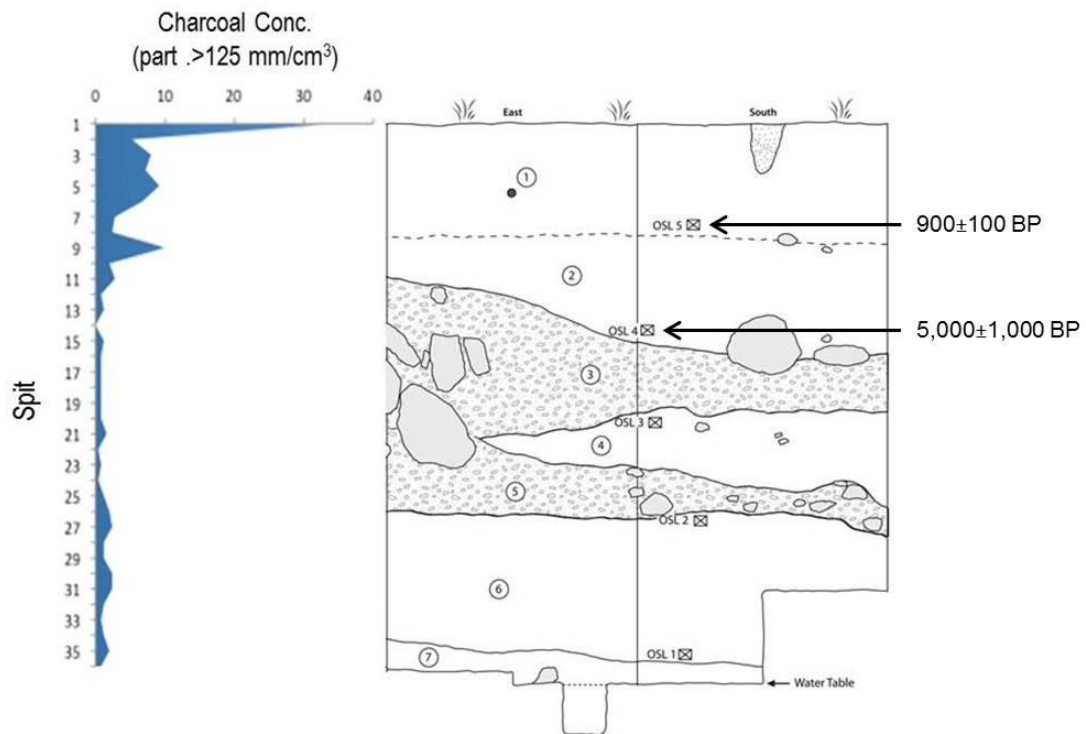 Charcoal Conc.
(part .>125 mm/cm³)
0 10 20 30 40
Spit
1
3
5
7
9
11
13
15
17
19
21
23
25
27
29
31
33
35
East
South
1
OSL 5
900±100 BP
2
OSL 4
5,000±1,000 BP
3
OSL 3
4
5
OSL 2
6
OSL 1
7
Water Table